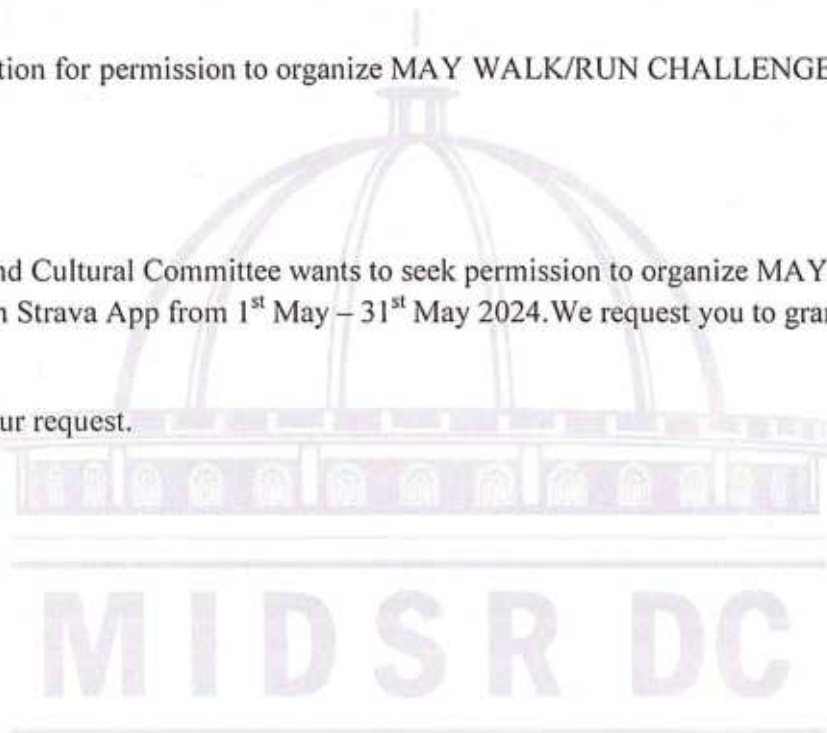 tion for permission to organize MAY WALK/RUN CHALLENGE
nd Cultural Committee wants to seek permission to organize MAY
n Strava App from 1st May – 31st May 2024.We request you to gran
ur request.
MIDSR DC